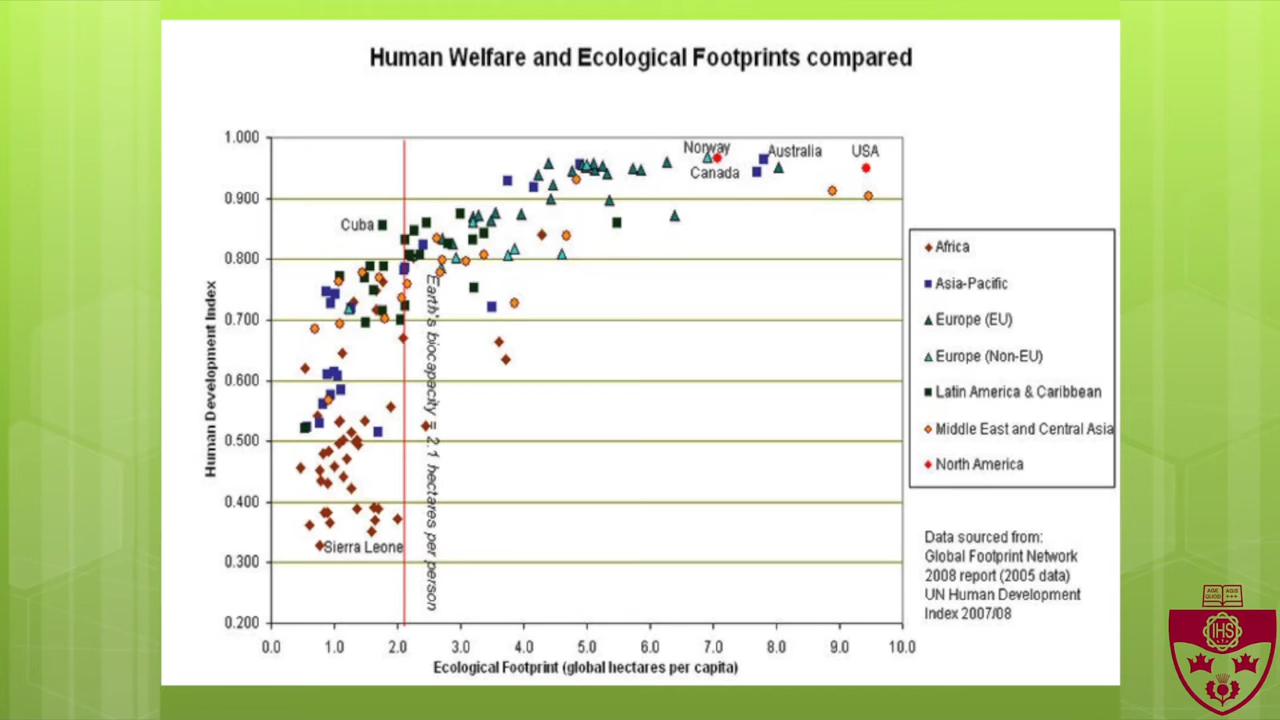 Human Welfare and Ecological Footprints compared
1.000
0.900
0.800
0.700
0.600
0.500
0.400
0.300
0.200
Human Development Index
Norway
Canada
Australia
USA
Cuba
Sierra Leone
Earth's biocapacity = 2.1 hectares per person
0.0 1.0 2.0 3.0 4.0 5.0 6.0 7.0 8.0 9.0 10.0
Ecological Footprint (global hectares per capita)
Africa
Asia-Pacific
Europe (EU)
Europe (Non-EU)
Latin America & Caribbean
Middle East and Central Asia
North America
Data sourced from:
Global Footprint Network
2008 report (2005 data)
UN Human Development
Index 2007/08
AGE AGIS
QUOD
IHS